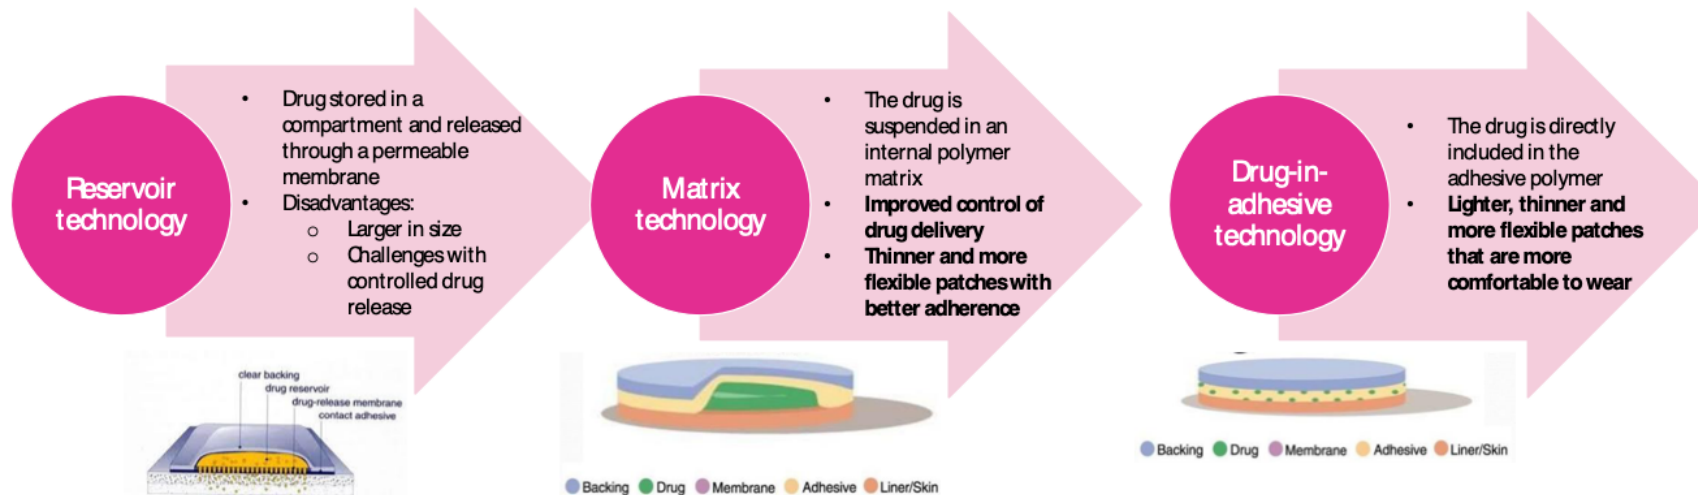 Reservoir
technology
• Drug stored in a
compartment and released
through a permeable
membrane
• Disadvantages:
o Larger in size
o Challenges with
controlled drug
release
clear backing
drug reservoir
drug-release membrane
contact adhesive
Matrix
technology
• The drug is
suspended in an
internal polymer
matrix
• Improved control of
drug delivery
• Thinner and more
flexible patches with
better adherence
Backing Drug Membrane Adhesive Liner/Skin
Drug-in-
adhesive
technology
• The drug is directly
included in the
adhesive polymer
• Lighter, thinner and
more flexible patches
that are more
comfortable to wear
Backing Drug Membrane Adhesive Liner/Skin